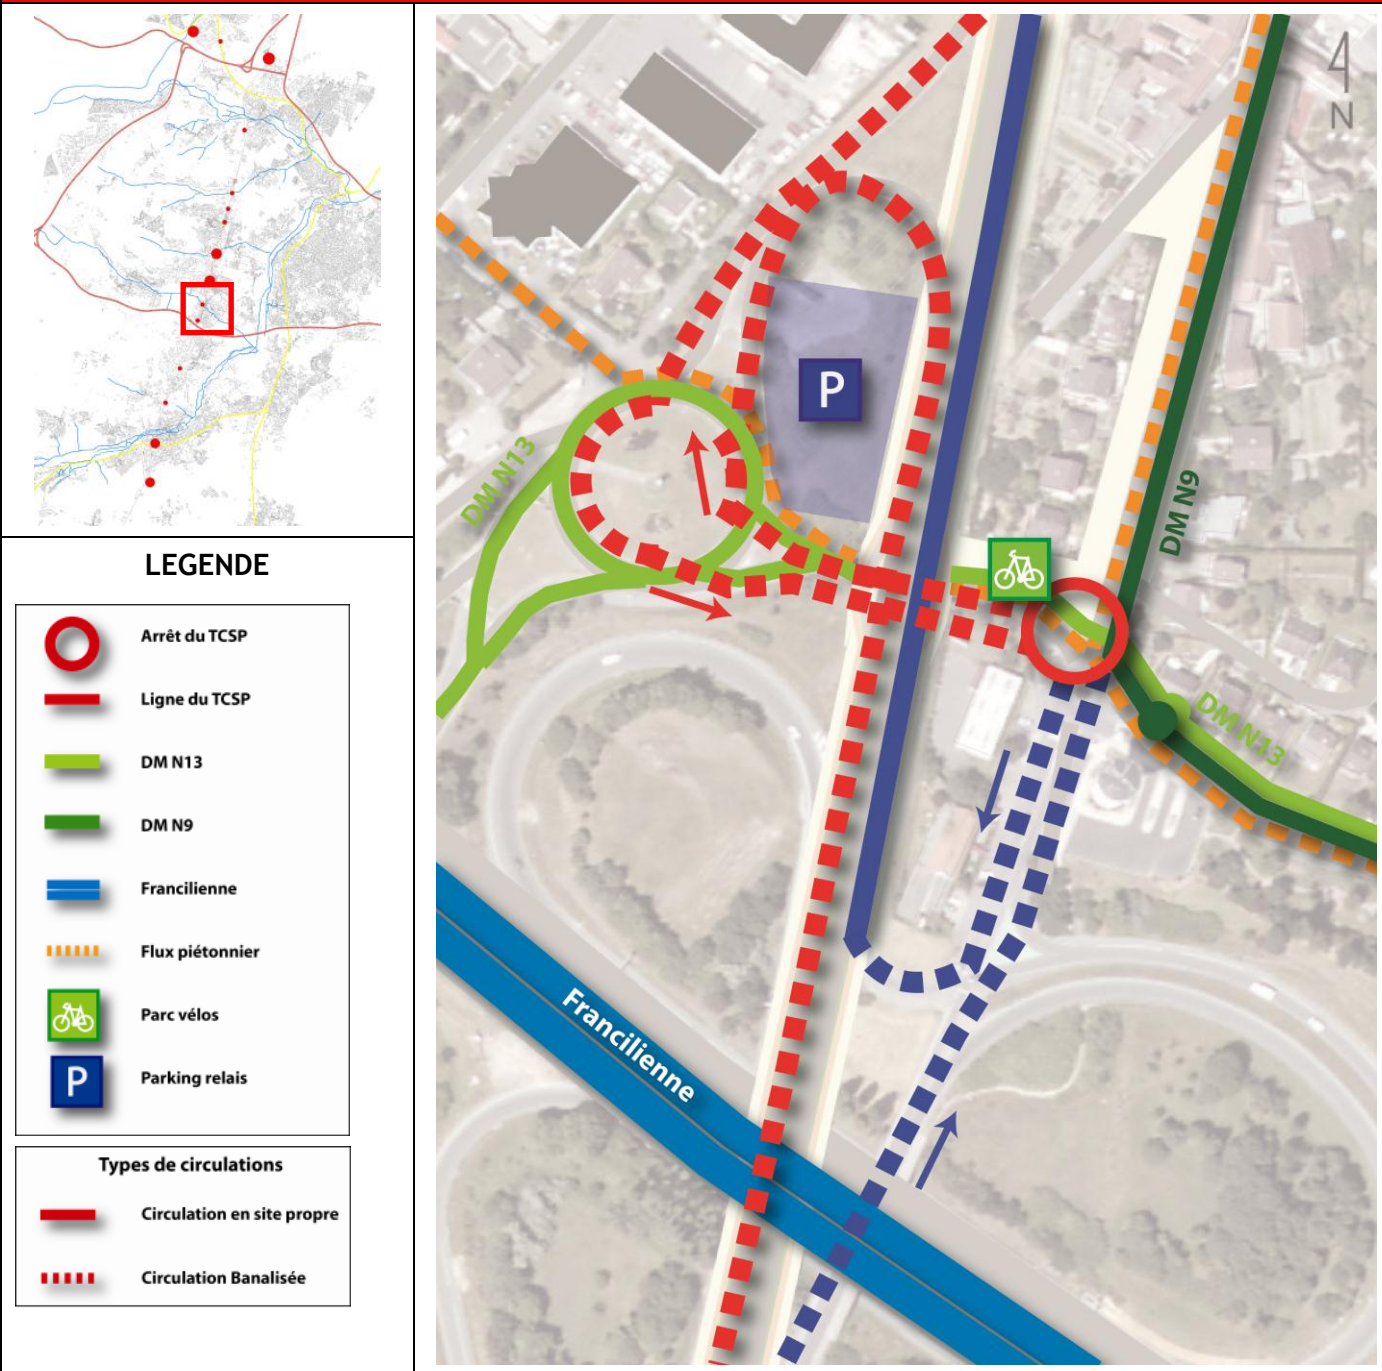 LEGENDE
Arrêt du TCSP
Ligne du TCSP
DM N13
DM N9
Francilienne
Flux piétonnier
Parc vélos
P
Parking relais
Types de circulations
Circulation en site propre
Circulation Banalisée
N
P
DM N13
DM N9
DM N13
Francilienne